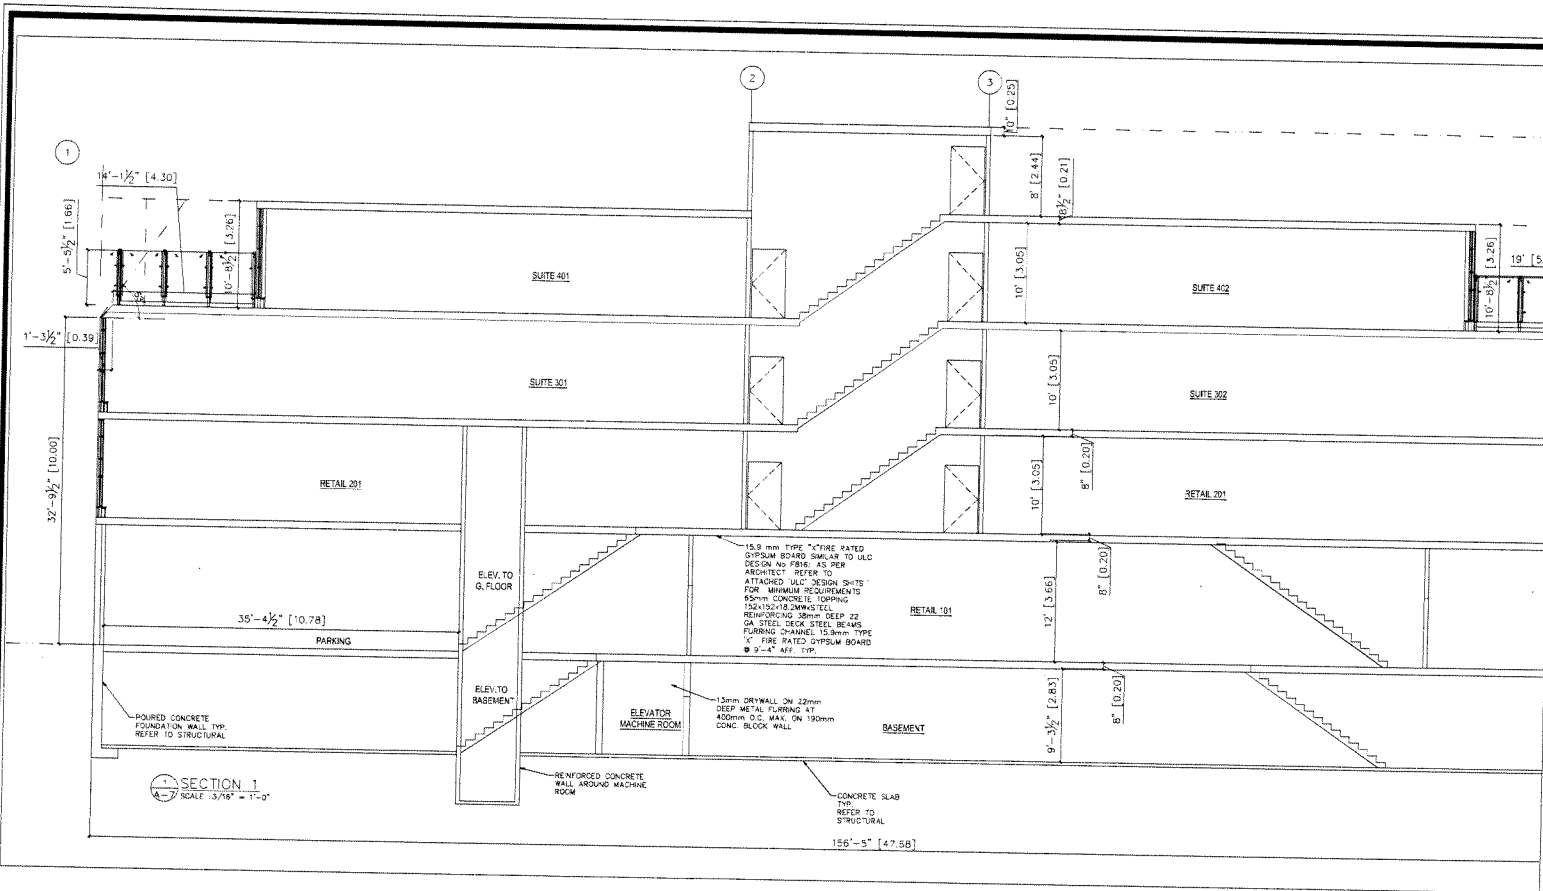 1
2
3
10" [0.25]
14'-1½" [4.30]
5'-5½" [1.66]
10'-8½" [3.26]
8' [2.44]
8½" [0.21]
SUITE 401
10' [3.05]
SUITE 402
10'-8½" [3.26]
1'-3½" [0.39]
SUITE 301
10' [3.05]
SUITE 302
32'-9½" [10.00]
RETAIL 201
10' [3.05]
8" [0.20]
RETAIL 201
ELEV. TO
G. FLOOR
15.9 mm TYPE "X" FIRE RATED
GYPSUM BOARD SIMILAR TO ULC
AS PER
ARCHITECT REFER TO
ATTACHED "ULC" DESIGN
FOR MINIMUM REQUIREMENTS
65mm CONCRETE TOPPING
REINFORCING 38mm DEEP 22
GA STEEL DECK STEEL BEAMS
FURRING CHANNEL 15.9mm TYPE
"X" FIRE RATED GYPSUM BOARD
9'-4" AFF. TYP.
RETAIL 101
12' [3.66]
8" [0.20]
35'-4½" [10.78]
PARKING
ELEV. TO
BASEMENT
ELEVATOR
MACHINE ROOM
13mm DRYWALL ON 22mm
DEEP METAL FURRING AT
400mm O.C. MAX. ON 190mm
CONC. BLOCK WALL
BASEMENT
9'-3½" [2.83]
8" [0.20]
POURED CONCRETE
FOUNDATION WALL TYP.
REFER TO STRUCTURAL
1
A-7
SECTION 1
SCALE : 3/16" = 1'-0"
REINFORCED CONCRETE
WALL AROUND MACHINE
ROOM
CONCRETE SLAB
TYP.
REFER TO
STRUCTURAL
156'-5" [47.68]